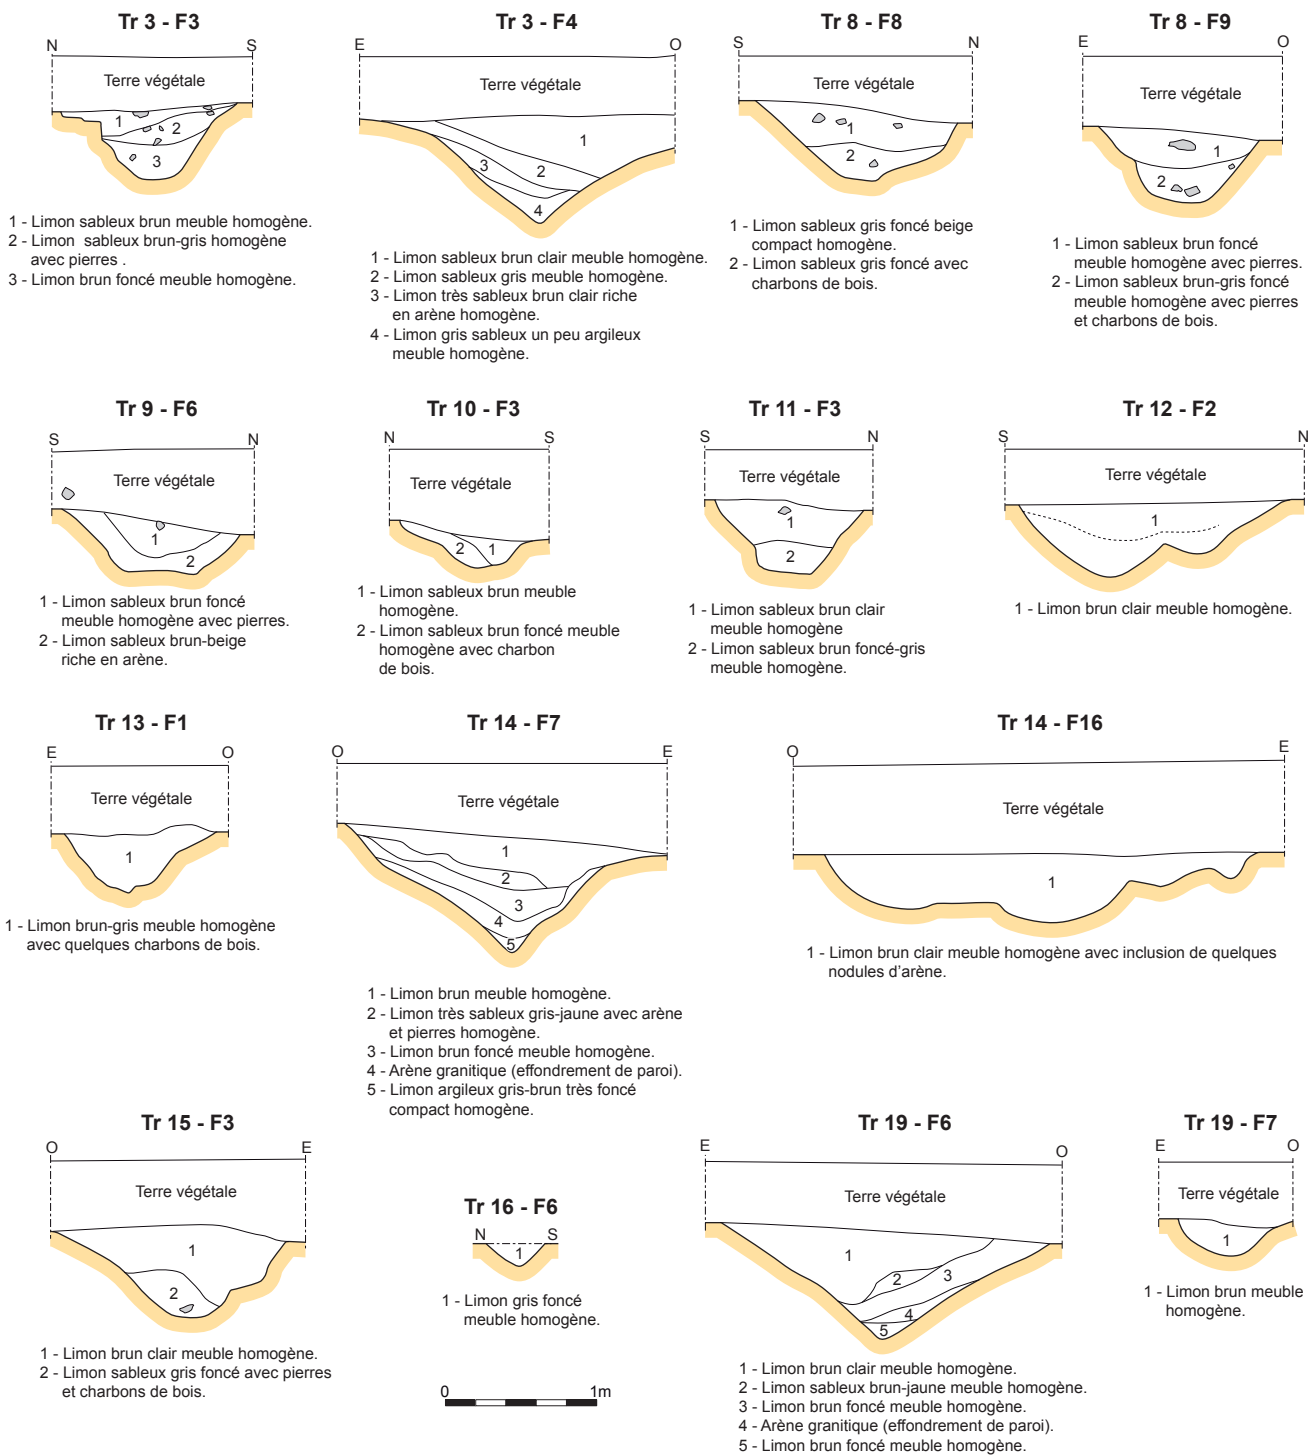 Tr 3 - F3
N S
Terre végétale
1
2
3
1 - Limon sableux brun meuble homogène.
2 - Limon sableux brun-gris homogène
avec pierres .
3 - Limon brun foncé meuble homogène.
Tr 3 - F4
E O
Terre végétale
1
2
3
4
1 - Limon sableux brun clair meuble homogène.
2 - Limon sableux gris meuble homogène.
3 - Limon très sableux brun clair riche
en arène homogène.
4 - Limon gris sableux un peu argileux
meuble homogène.
Tr 8 - F8
S N
Terre végétale
1
2
1 - Limon sableux gris foncé beige
compact homogène.
2 - Limon sableux gris foncé avec
charbons de bois.
Tr 8 - F9
E O
Terre végétale
1
2
1 - Limon sableux brun foncé
meuble homogène avec pierres.
2 - Limon sableux brun-gris foncé
meuble homogène avec pierres
et charbons de bois.
Tr 9 - F6
S N
Terre végétale
1
2
1 - Limon sableux brun foncé
meuble homogène avec pierres.
2 - Limon sableux brun-beige
riche en arène.
Tr 10 - F3
N S
Terre végétale
2 1
1 - Limon sableux brun meuble
homogène.
2 - Limon sableux brun foncé meuble
homogène avec charbon
de bois.
Tr 11 - F3
S N
Terre végétale
1
2
1 - Limon sableux brun clair
meuble homogène
2 - Limon sableux brun foncé-gris
meuble homogène.
Tr 12 - F2
S N
Terre végétale
1
1 - Limon brun clair meuble homogène.
Tr 13 - F1
E O
Terre végétale
1
1 - Limon brun-gris meuble homogène
avec quelques charbons de bois.
Tr 14 - F7
O E
Terre végétale
1
2
3
4
5
1 - Limon brun meuble homogène.
2 - Limon très sableux gris-jaune avec arène
et pierres homogène.
3 - Limon brun foncé meuble homogène.
4 - Arène granitique (effondrement de paroi).
5 - Limon argileux gris-brun très foncé
compact homogène.
Tr 14 - F16
O E
Terre végétale
1
1 - Limon brun clair meuble homogène avec inclusion de quelques
nodules d'arène.
Tr 15 - F3
O E
Terre végétale
1
2
1 - Limon brun clair meuble homogène.
2 - Limon sableux gris foncé avec pierres
et charbons de bois.
Tr 16 - F6
N S
1
1 - Limon gris foncé
meuble homogène.
0 1m
Tr 19 - F6
E O
Terre végétale
1
2 3
4
5
1 - Limon brun clair meuble homogène.
2 - Limon sableux brun-jaune meuble homogène.
3 - Limon brun foncé meuble homogène.
4 - Arène granitique (effondrement de paroi).
5 - Limon brun foncé meuble homogène.
Tr 19 - F7
E O
Terre végétale
1
1 - Limon brun meuble
homogène.